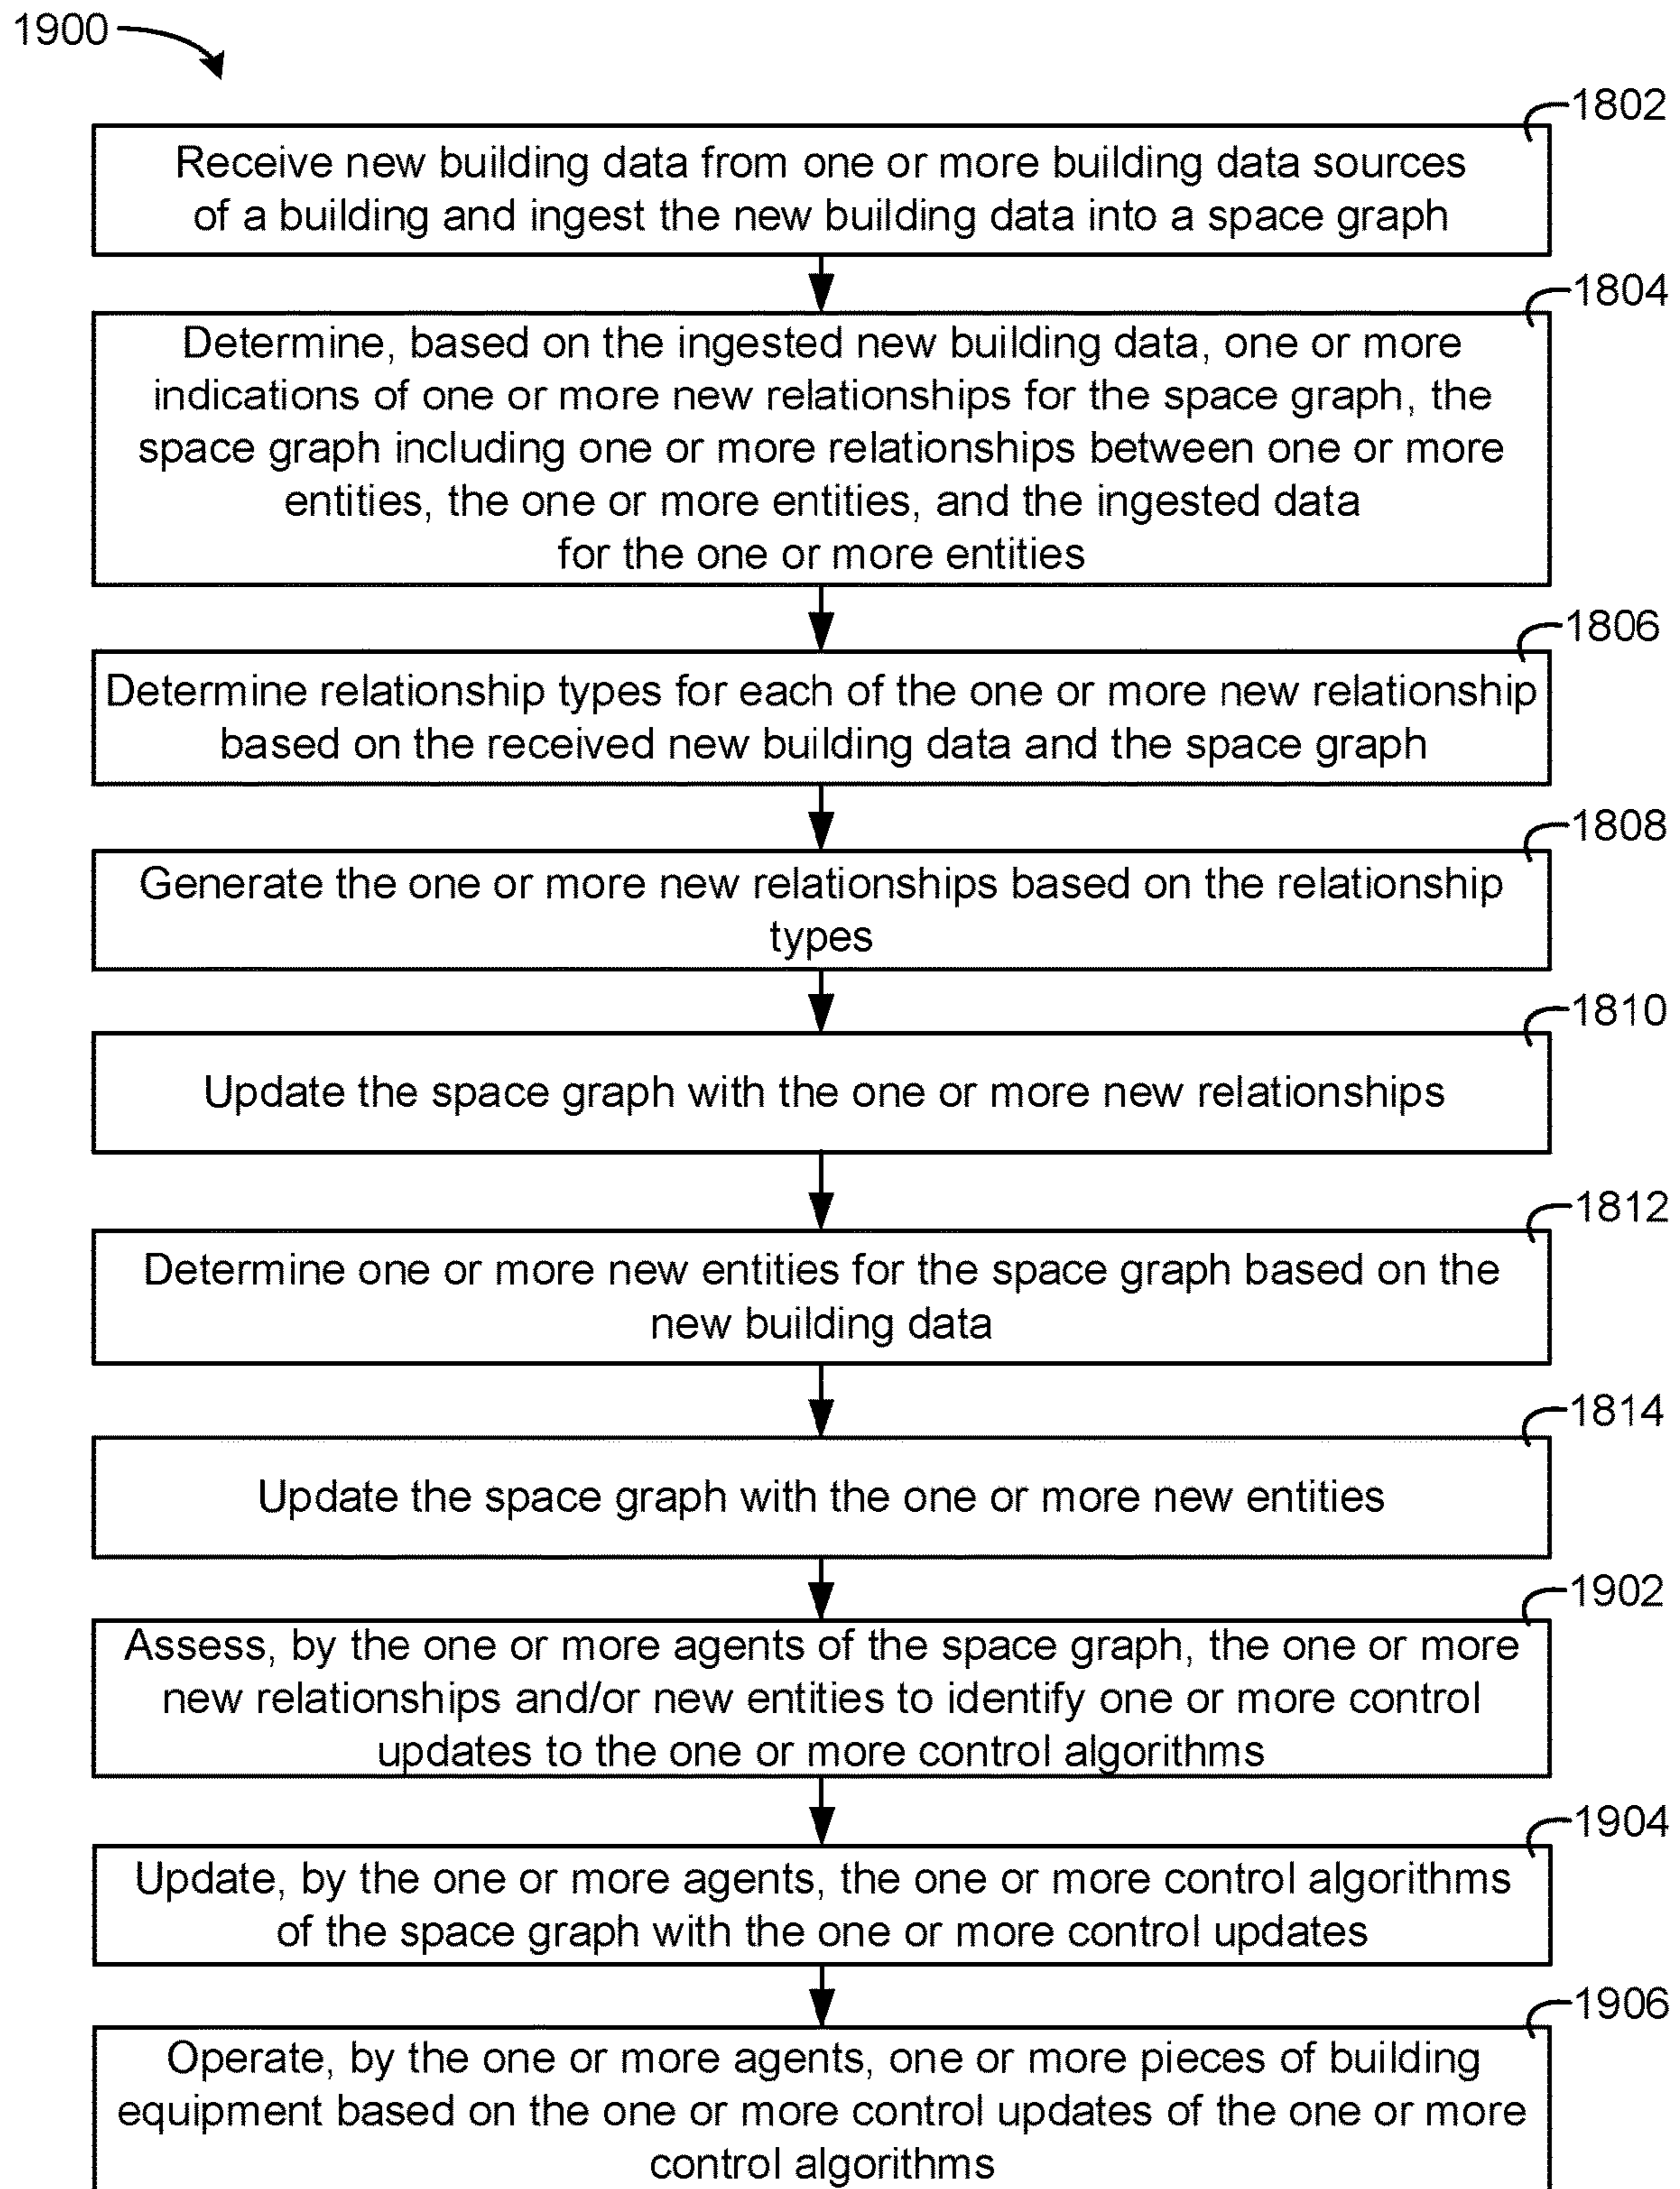 1900
1802
Receive new building data from one or more building data sources
of a building and ingest the new building data into a space graph
1804
Determine, based on the ingested new building data, one or more
indications of one or more new relationships for the space graph, the
space graph including one or more relationships between one or more
entities, the one or more entities, and the ingested data
for the one or more entities
1806
Determine relationship types for each of the one or more new relationship
based on the received new building data and the space graph
1808
Generate the one or more new relationships based on the relationship
types
1810
Update the space graph with the one or more new relationships
1812
Determine one or more new entities for the space graph based on the
new building data
1814
Update the space graph with the one or more new entities
1902
Assess, by the one or more agents of the space graph, the one or more
new relationships and/or new entities to identify one or more control
updates to the one or more control algorithms
1904
Update, by the one or more agents, the one or more control algorithms
of the space graph with the one or more control updates
1906
Operate, by the one or more agents, one or more pieces of building
equipment based on the one or more control updates of the one or more
control algorithms